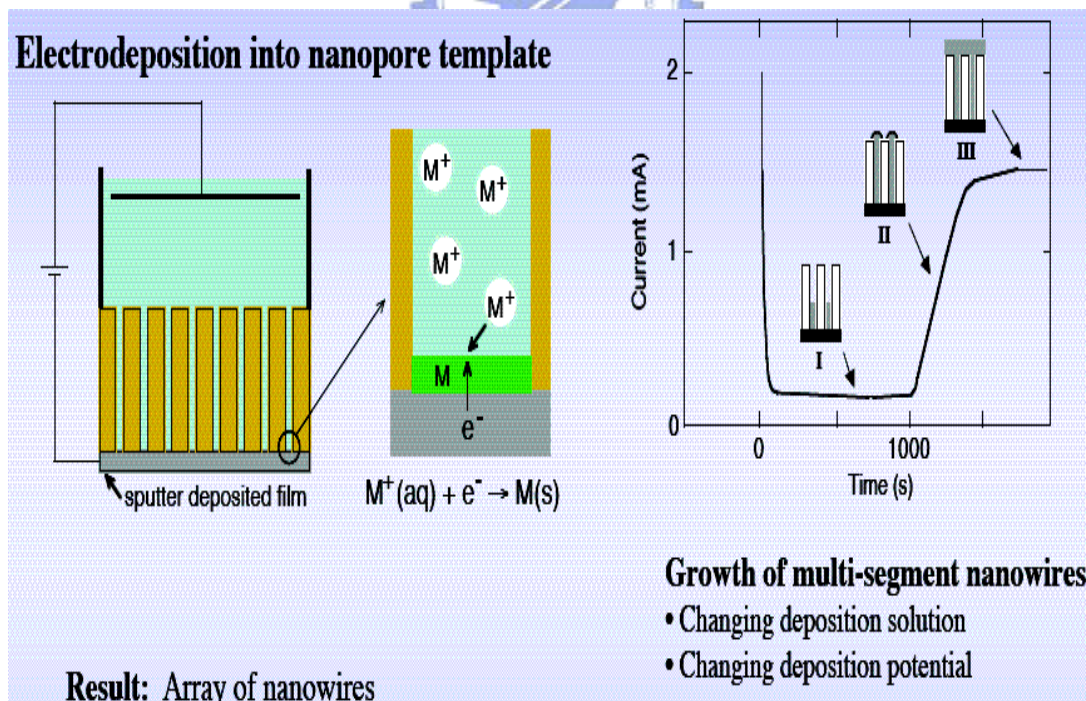 Electrodeposition into nanopore template
M⁺
M⁺
M⁺
M⁺
M
e⁻
sputter deposited film
M⁺(aq) + e⁻ → M(s)
Current (mA)
2
1
0
I
II
III
0
1000
Time (s)
Growth of multi-segment nanowires
• Changing deposition solution
• Changing deposition potential
Result: Array of nanowires